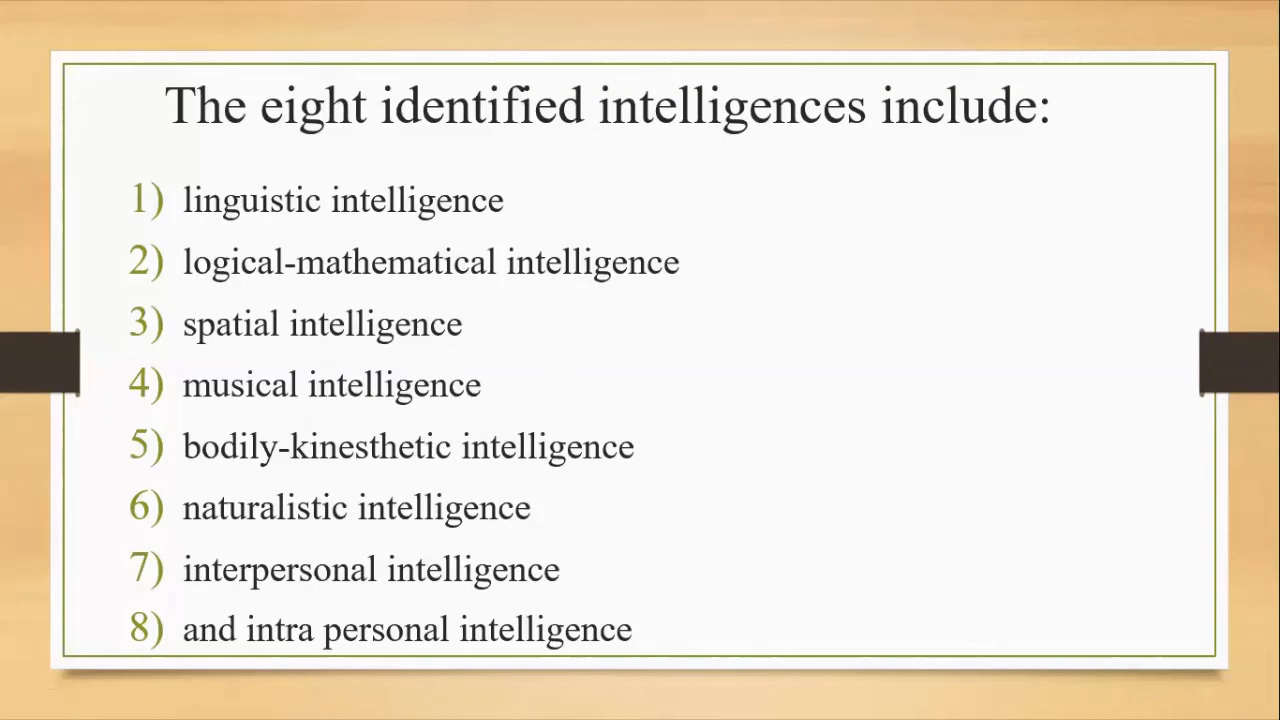 The eight identified intelligences include:
1) linguistic intelligence
2) logical-mathematical intelligence
3) spatial intelligence
4) musical intelligence
5) bodily-kinesthetic intelligence
6) naturalistic intelligence
7) interpersonal intelligence
8) and intra personal intelligence